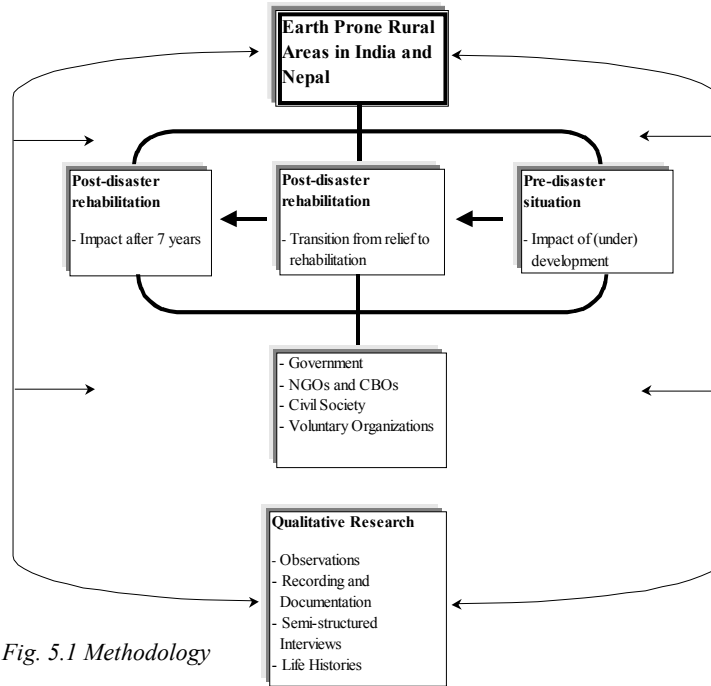 Earth Prone Rural
Areas in India and
Nepal
Post-disaster
rehabilitation
- Impact after 7 years
Post-disaster
rehabilitation
- Transition from relief to
rehabilitation
Pre-disaster
situation
- Impact of (under)
development
- Government
- NGOs and CBOs
- Civil Society
- Voluntary Organizations
Qualitative Research
- Observations
- Recording and
Documentation
- Semi-structured
Interviews
- Life Histories
Fig. 5.1 Methodology